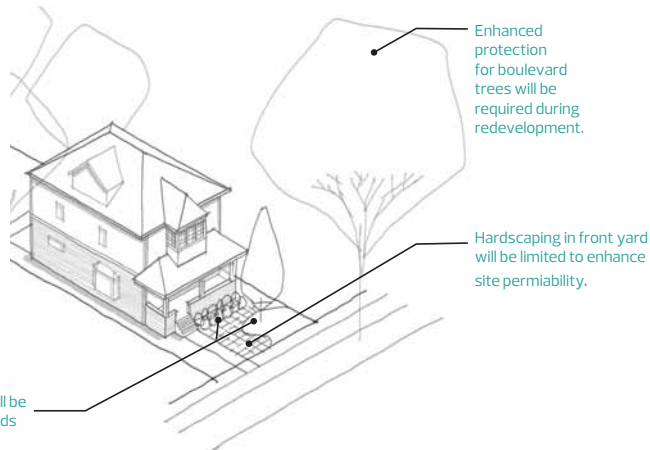 Enhanced
protection
for boulevard
trees will be
required during
redevelopment.
Hardscaping in front yard
will be limited to enhance
site permiability.
ll be
ds